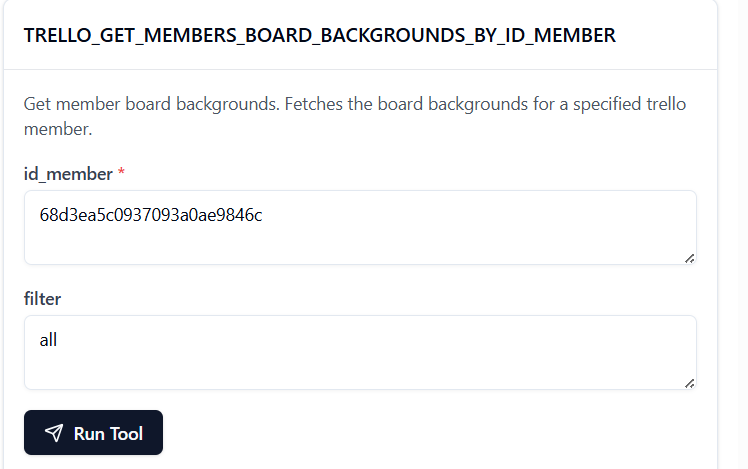 TRELLO_GET_MEMBERS_BOARD_BACKGROUNDS_BY_ID_MEMBER
Get member board backgrounds. Fetches the board backgrounds for a specified trello
member.
id_member *
68d3ea5c0937093a0ae9846c
filter
all
Run Tool